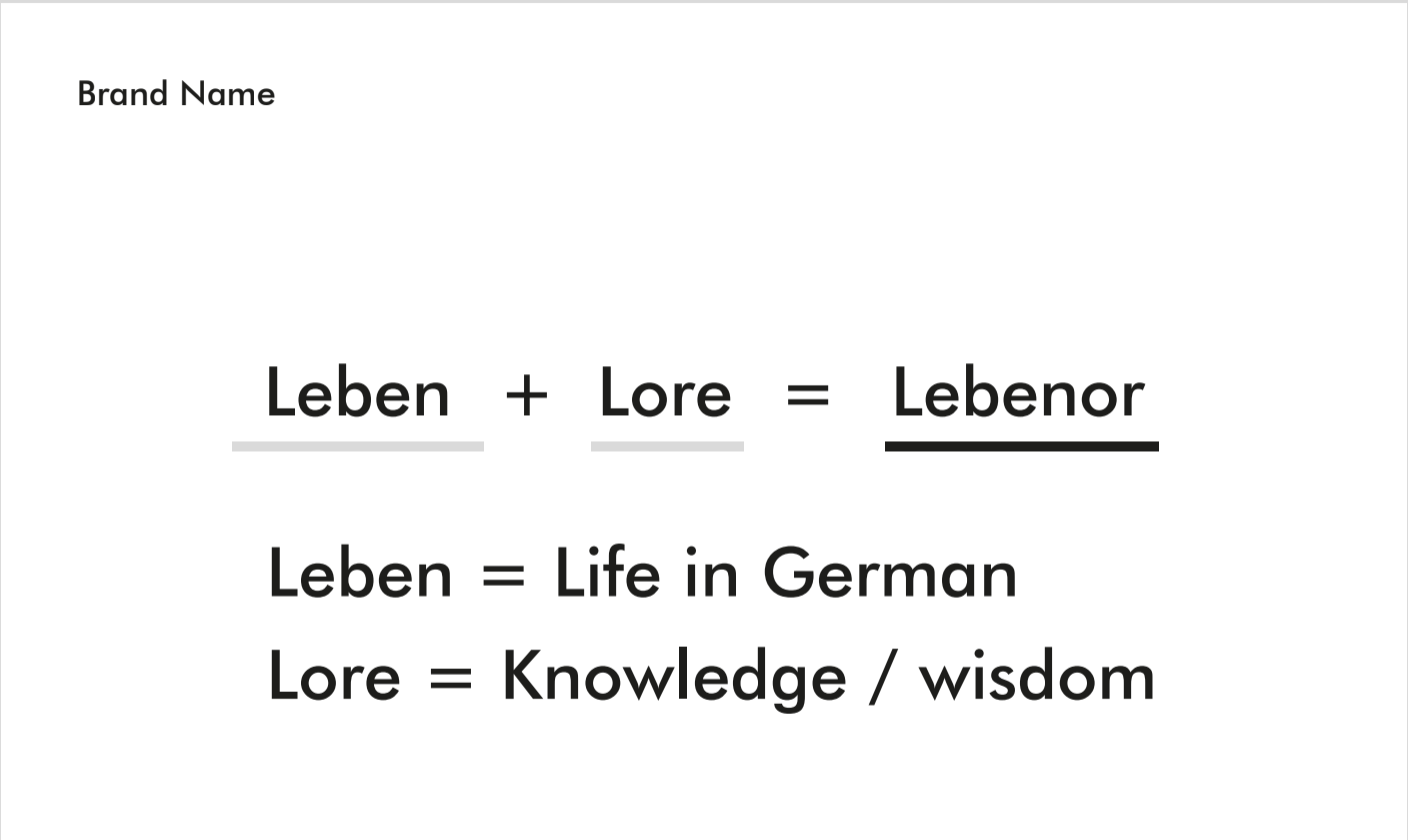 Brand Name
Leben + Lore = Lebenor
Leben = Life in German
Lore = Knowledge / wisdom